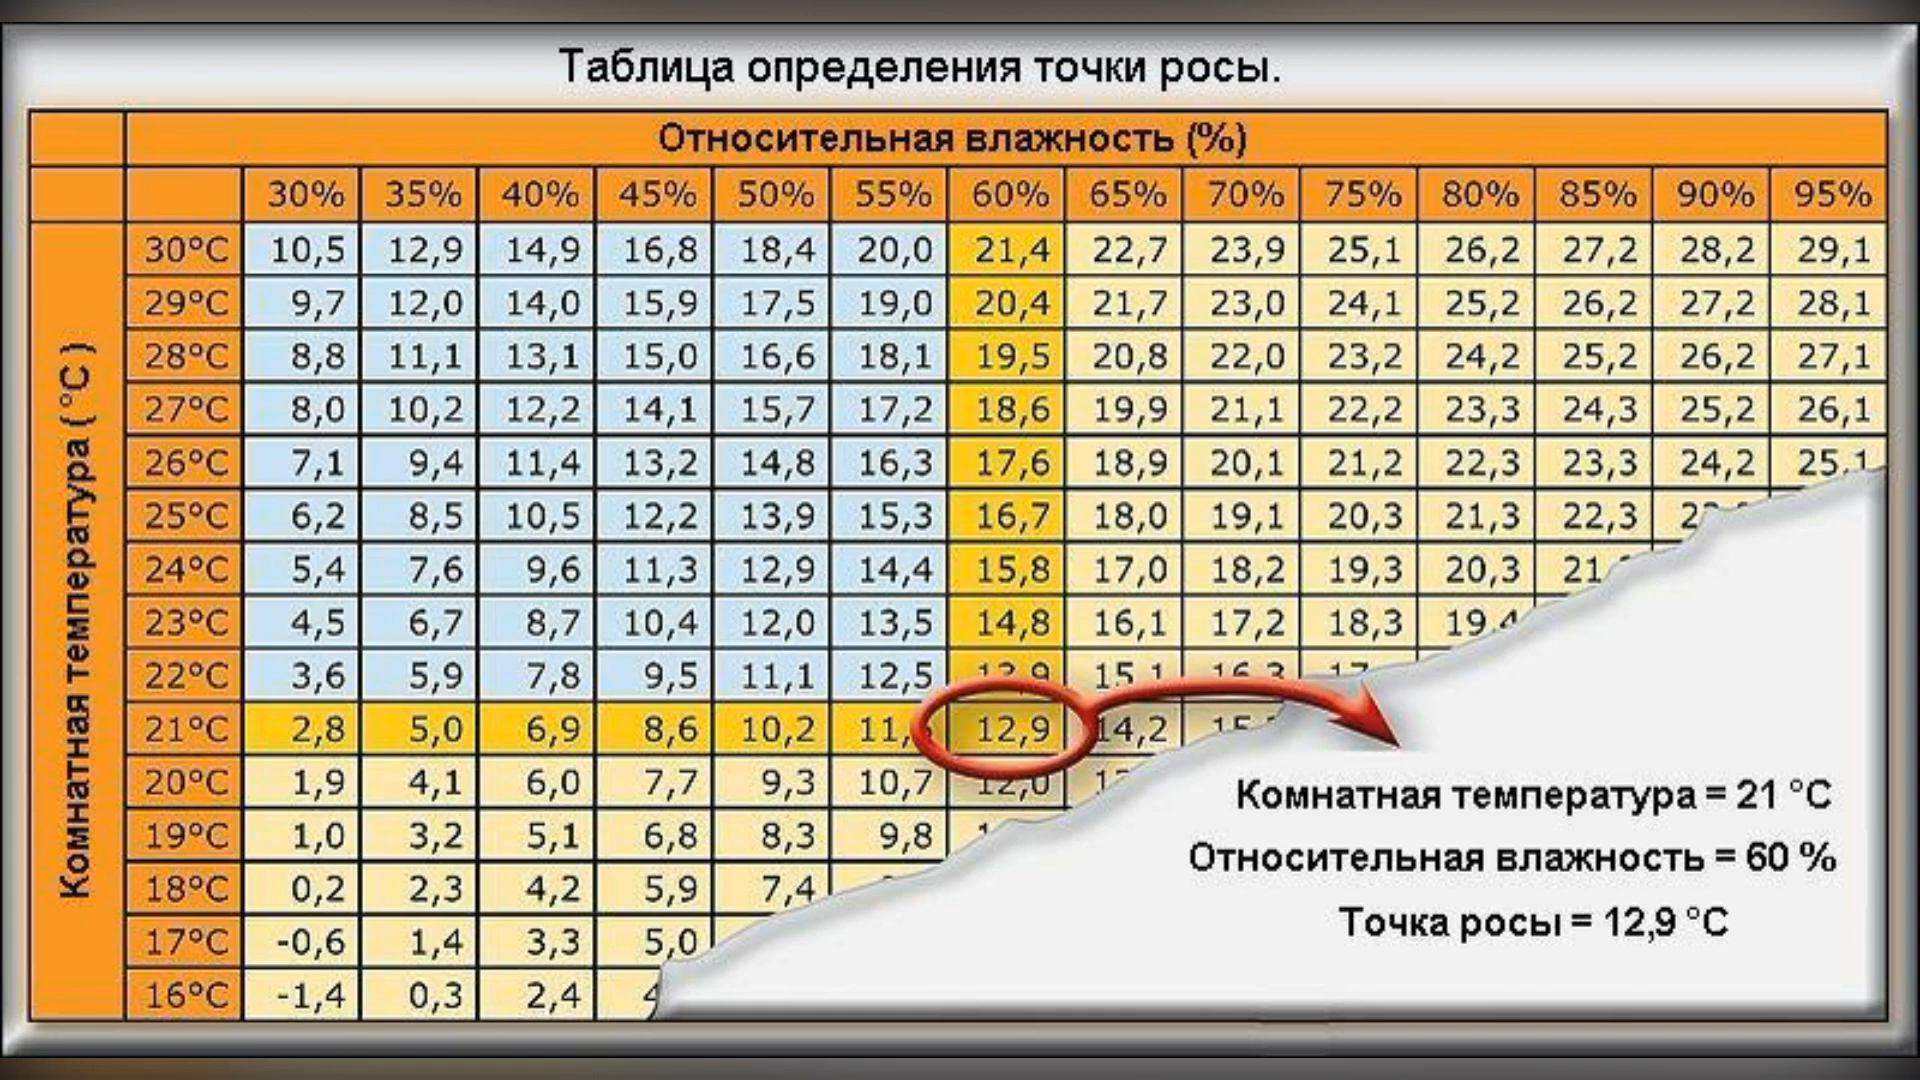 Таблица определения точки росы.
Относительная влажность (%)
30% 35% 40% 45% 50% 55% 60% 65% 70% 75% 80% 85% 90% 95%
Комнатная температура ( °C )
30°C 10,5 12,9 14,9 16,8 18,4 20,0 21,4 22,7 23,9 25,1 26,2 27,2 28,2 29,1
29°C 9,7 12,0 14,0 15,9 17,5 19,0 20,4 21,7 23,0 24,1 25,2 26,2 27,2 28,1
28°C 8,8 11,1 13,1 15,0 16,6 18,1 19,5 20,8 22,0 23,2 24,2 25,2 26,2 27,1
27°C 8,0 10,2 12,2 14,1 15,7 17,2 18,6 19,9 21,1 22,2 23,3 24,3 25,2 26,1
26°C 7,1 9,4 11,4 13,2 14,8 16,3 17,6 18,9 20,1 21,2 22,3 23,3 24,2 25,1
25°C 6,2 8,5 10,5 12,2 13,9 15,3 16,7 18,0 19,1 20,3 21,3 22,3
24°C 5,4 7,6 9,6 11,3 12,9 14,4 15,8 17,0 18,2 19,3 20,3
23°C 4,5 6,7 8,7 10,4 12,0 13,5 14,8 16,1 17,2 18,3 19,4
22°C 3,6 5,9 7,8 9,5 11,1 12,5 13,9 15,1 16,3
21°C 2,8 5,0 6,9 8,6 10,2 12,9 14,2
20°C 1,9 4,1 6,0 7,7 9,3 10,7 12,0
19°C 1,0 3,2 5,1 6,8 8,3 9,8
18°C 0,2 2,3 4,2 5,9 7,4
17°C -0,6 1,4 3,3 5,0
16°C -1,4 0,3 2,4
Комнатная температура = 21 °C
Относительная влажность = 60 %
Точка росы = 12,9 °C